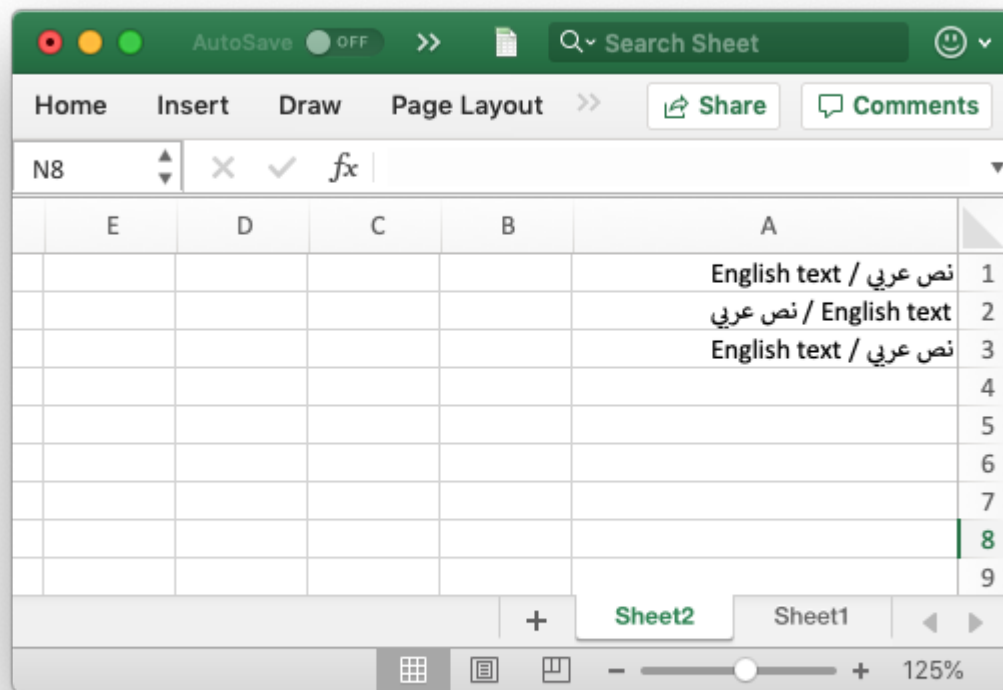 AutoSave OFF Search Sheet
Home Insert Draw Page Layout Share Comments
N8 fx
E D C B A
نص عربي / English text 1
نص عربي / English text 2
نص عربي / English text 3
4
5
6
7
8
9
+ Sheet2 Sheet1
125%